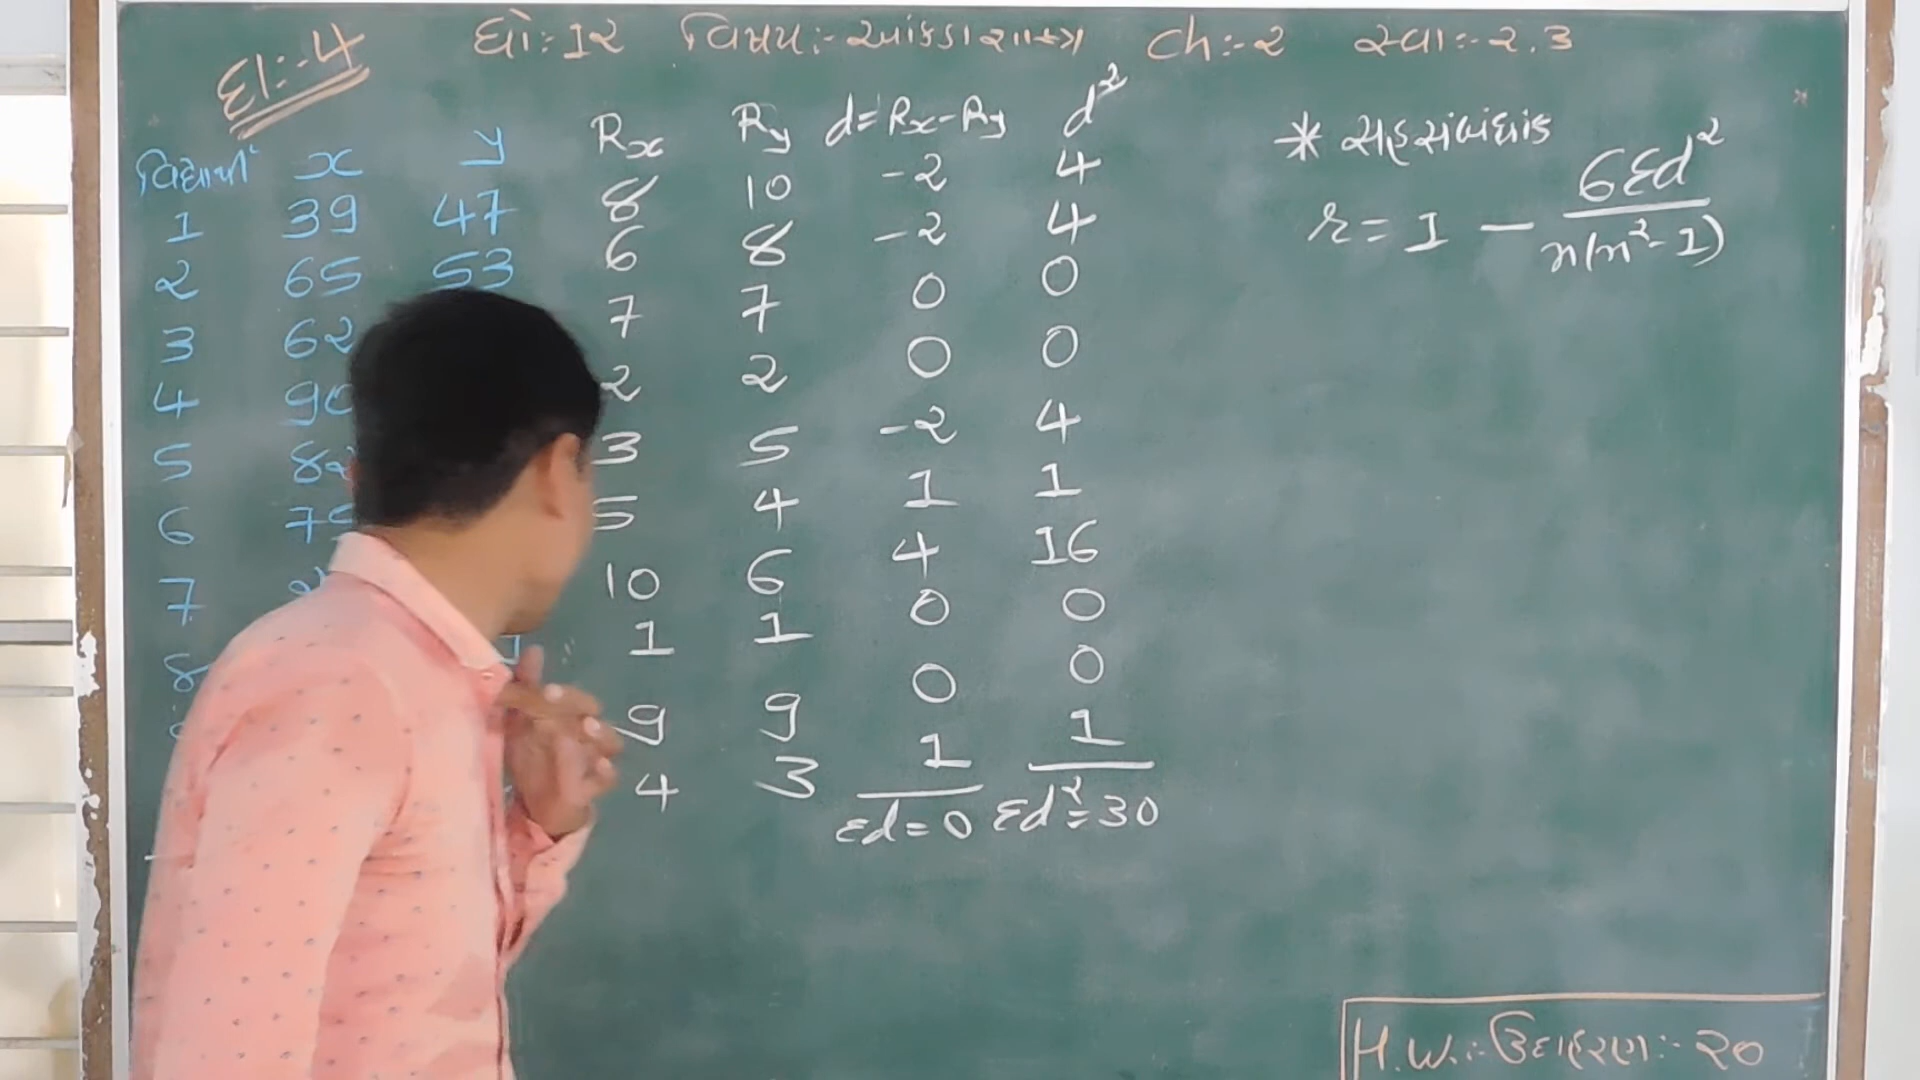 દા:-4 ધો:-12 વિષય:-આંકડાશાસ્ત્ર Ch:-2 સ્વા:-2.3
વિદ્યાર્થી x y Rx Ry d=Rx-Ry d²
1 39 47 8 10 -2 4
2 65 53 6 8 -2 4
3 62 7 7 0 0
4 90 2 2 0 0
5 82 3 5 -2 4
6 5 4 1 1
7 10 6 4 16
8 1 1 0 0
9 9 0 0
4 3 1 1
Σd=0 Σd²=30
* સહસંબંધાંક
r = 1 - 6Σd² / n(n²-1)
H.W.:- ઉદાહરણ:- 20